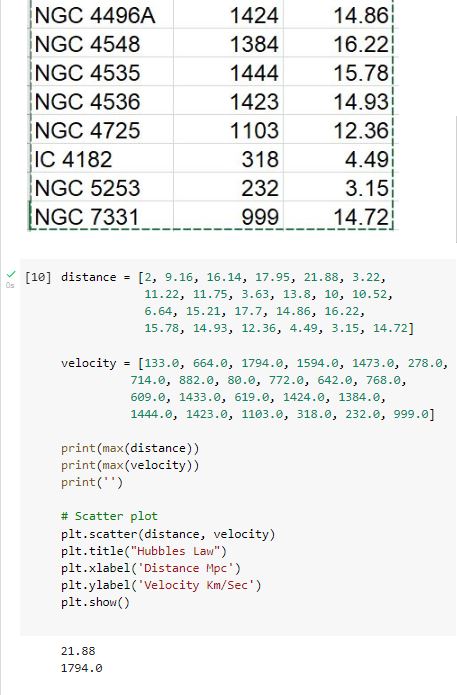 NGC 4496A 1424 14.86
NGC 4548 1384 16.22
NGC 4535 1444 15.78
NGC 4536 1423 14.93
NGC 4725 1103 12.36
IC 4182 318 4.49
NGC 5253 232 3.15
NGC 7331 999 14.72
[10] distance = [2, 9.16, 16.14, 17.95, 21.88, 3.22,
11.22, 11.75, 3.63, 13.8, 10, 10.52,
6.64, 15.21, 17.7, 14.86, 16.22,
15.78, 14.93, 12.36, 4.49, 3.15, 14.72]
0s
velocity = [133.0, 664.0, 1794.0, 1594.0, 1473.0, 278.0,
714.0, 882.0, 80.0, 772.0, 642.0, 768.0,
609.0, 1433.0, 619.0, 1424.0, 1384.0,
1444.0, 1423.0, 1103.0, 318.0, 232.0, 999.0]
print(max(distance))
print(max(velocity))
print('')
# Scatter plot
plt.scatter(distance, velocity)
plt.title("Hubbles Law")
plt.xlabel('Distance Mpc')
plt.ylabel('Velocity Km/Sec')
plt.show()
21.88
1794.0